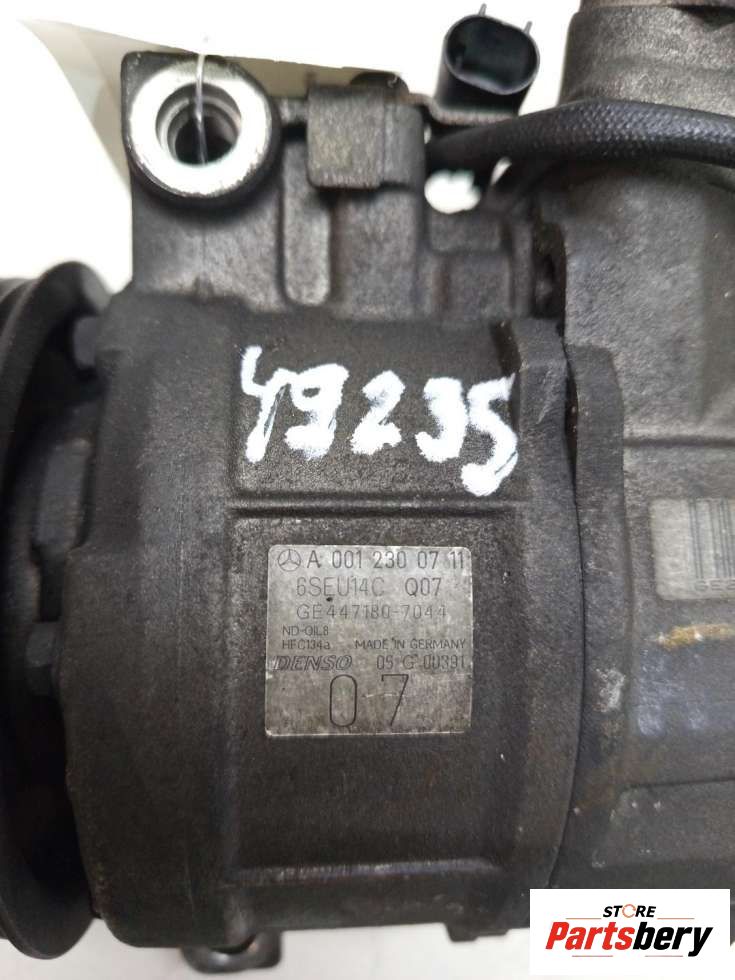 49235
A 001 230 07 11
6SEU14C Q07
GE447180-7044
ND-OIL8
HFC134a MADE IN GERMANY
DENSO 05 G 00391
07
STORE
Partsbery